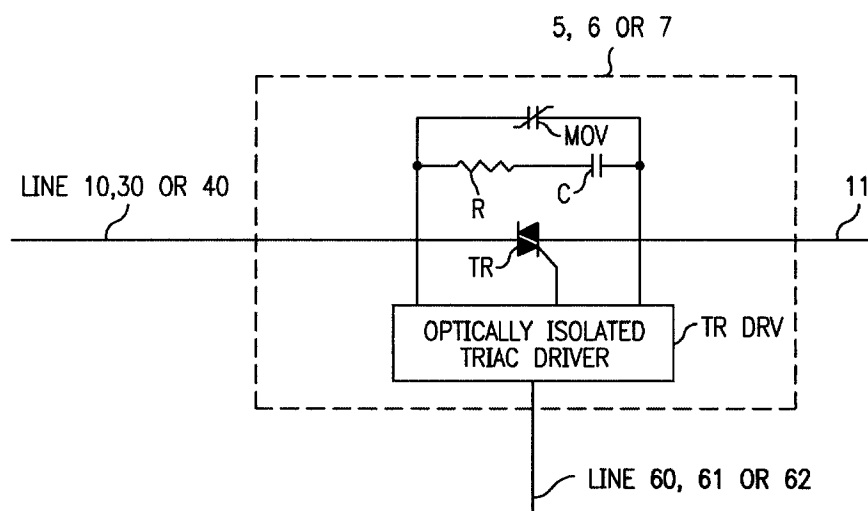 5, 6 OR 7
MOV
LINE 10,30 OR 40
R
C
11
TR
OPTICALLY ISOLATED
TRIAC DRIVER
TR DRV
LINE 60, 61 OR 62